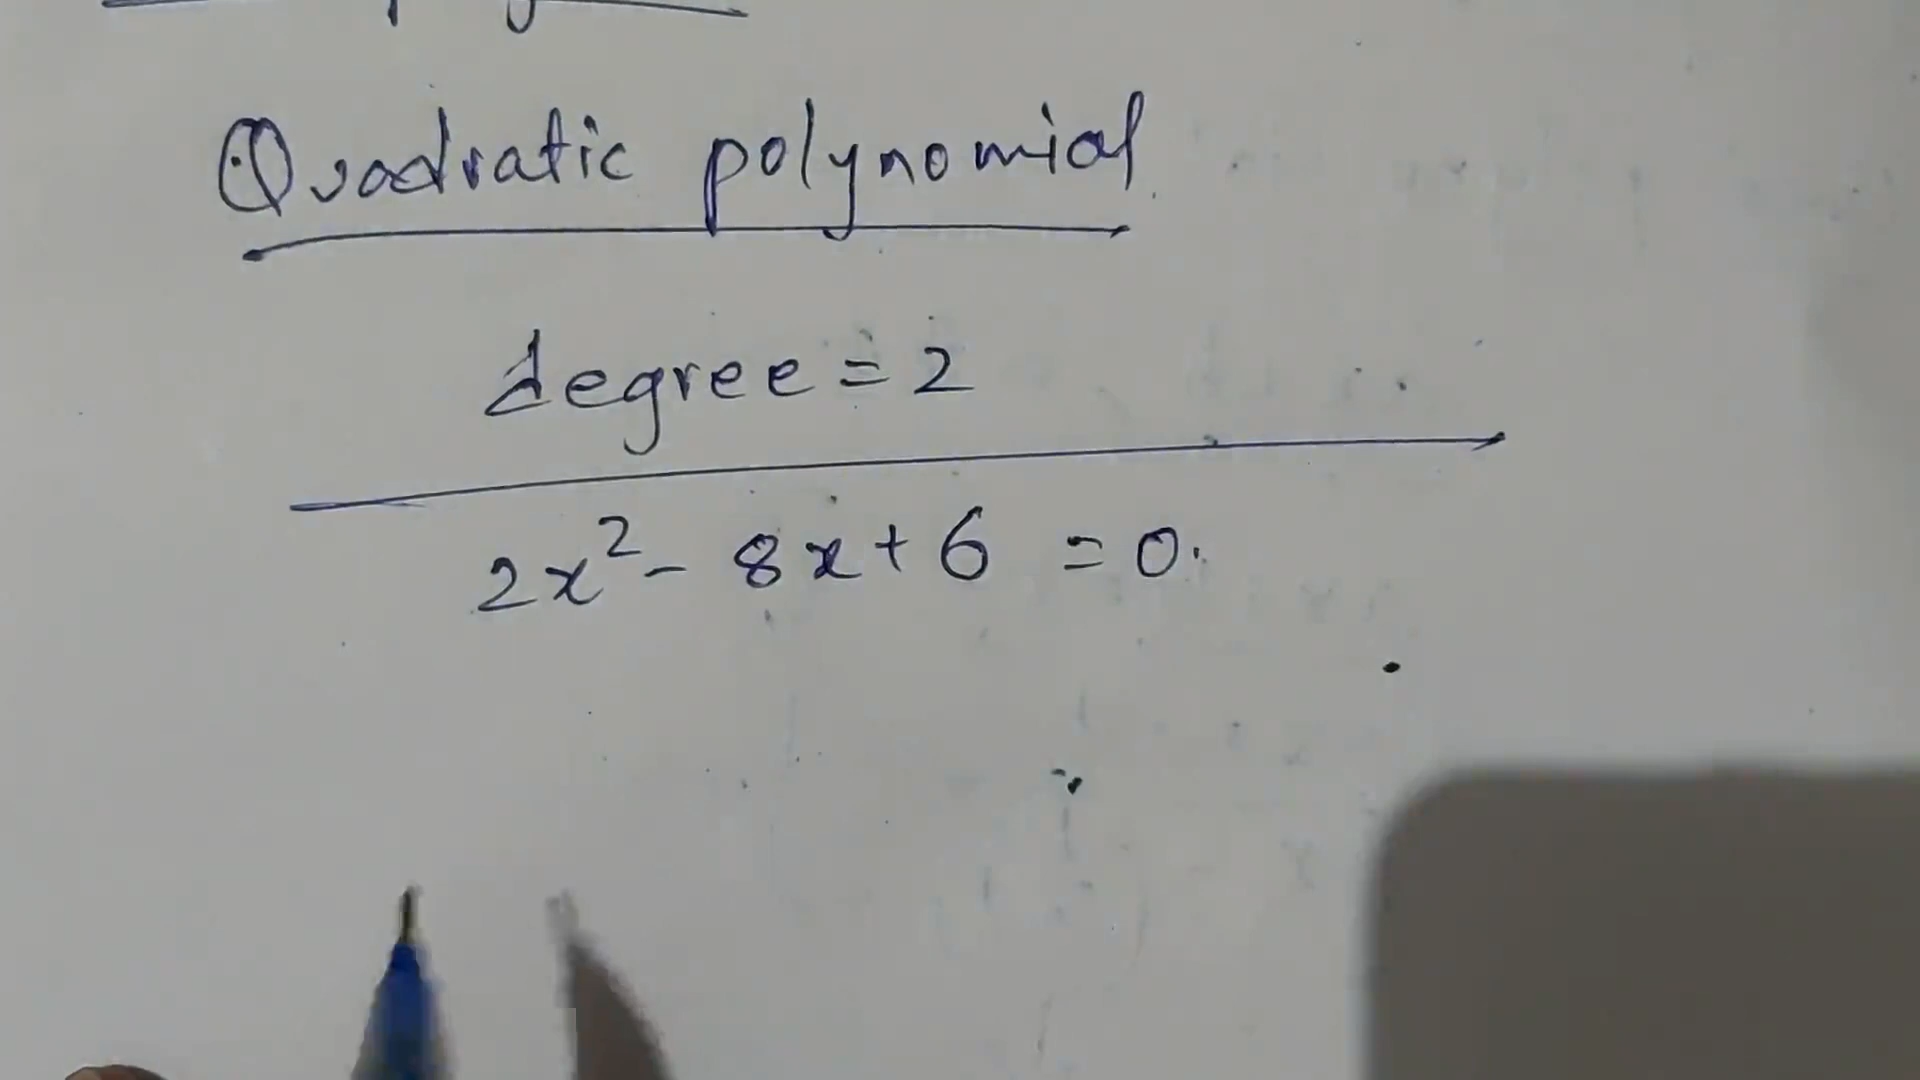 Quadratic polynomial
degree = 2
2x² - 8x + 6 = 0.